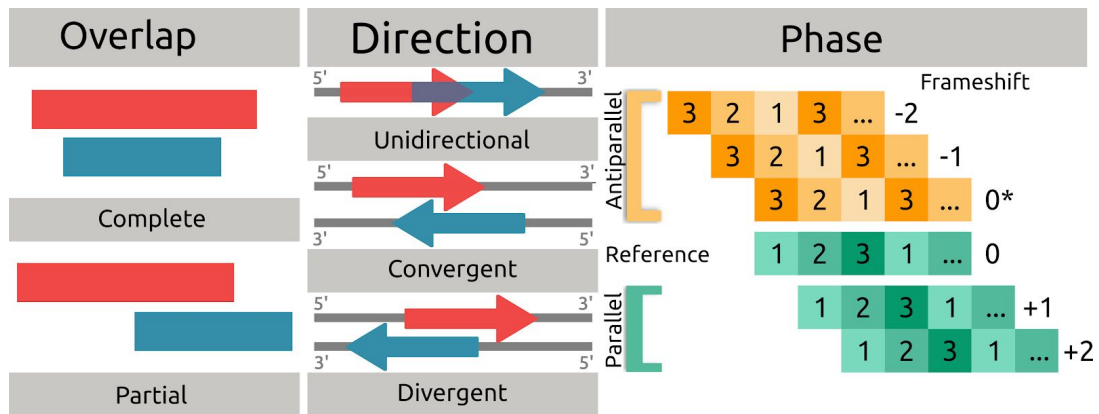 Overlap
Complete
Partial
Direction
5' 3'
Unidirectional
5' 3'
3' 5'
Convergent
5' 3'
3' 5'
Divergent
Phase
Frameshift
Antiparallel
3 2 1 3 ... -2
3 2 1 3 ... -1
3 2 1 3 ... 0*
Reference 1 2 3 1 ... 0
Parallel
1 2 3 1 ... +1
1 2 3 1 ... +2